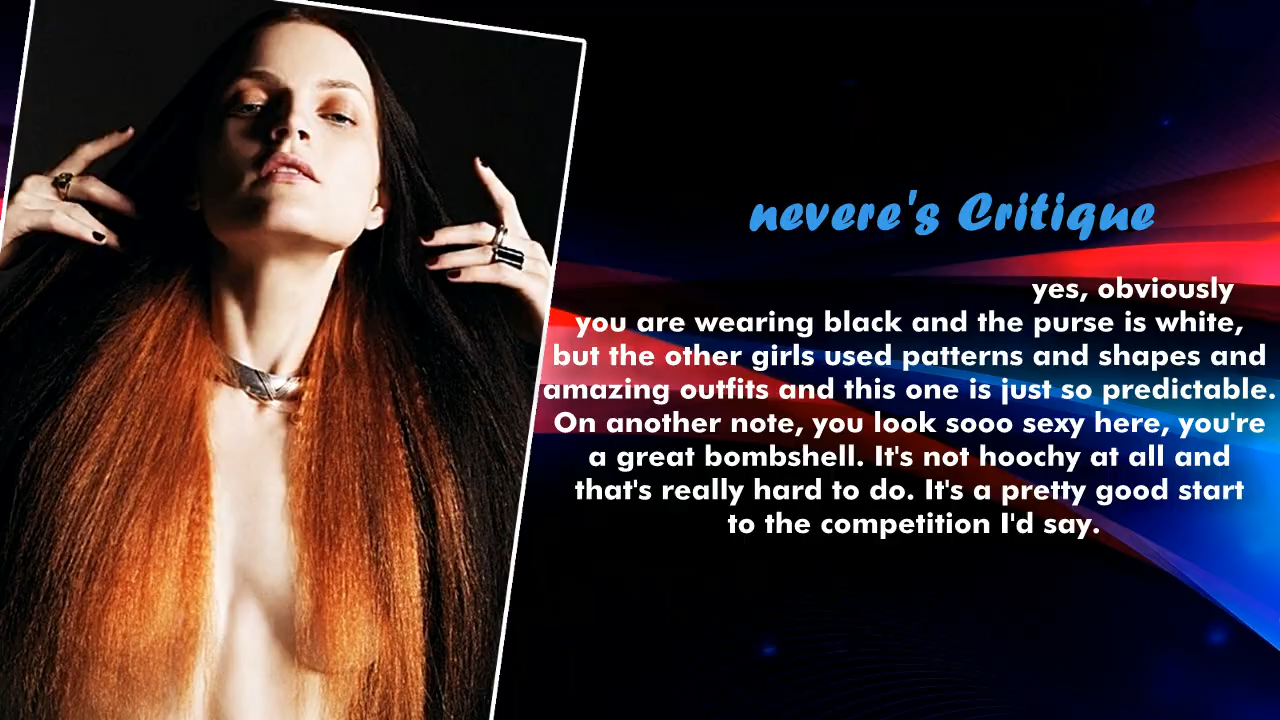 nevere's Critique
yes, obviously
you are wearing black and the purse is white,
but the other girls used patterns and shapes and
amazing outfits and this one is just so predictable.
On another note, you look sooo sexy here, you're
a great bombshell. It's not hoochy at all and
that's really hard to do. It's a pretty good start
to the competition I'd say.